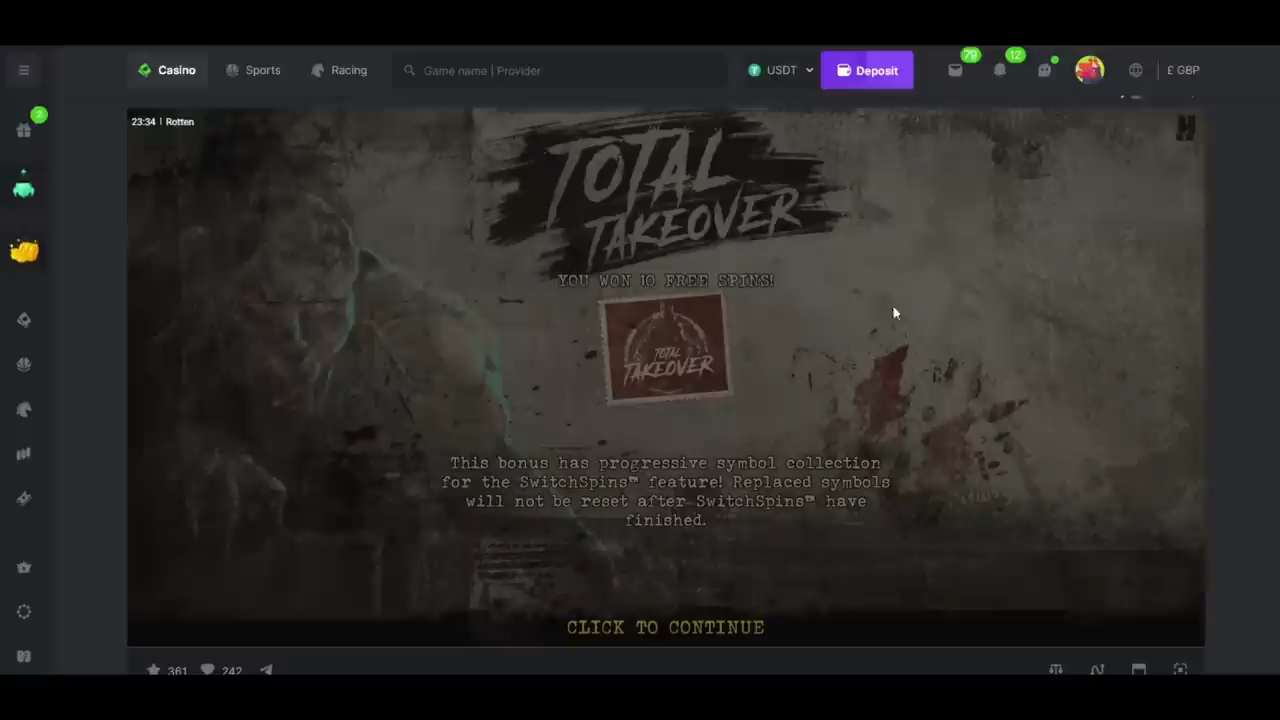 79
12
Casino
Sports
Racing
Game name | Provider
USDT
Deposit
£ GBP
2
23:34 | Rotten
TOTAL
TAKEOVER
YOU WON 10 FREE SPINS!
TOTAL
TAKEOVER
This bonus has progressive symbol collection
for the SwitchSpins™ feature! Replaced symbols
will not be reset after SwitchSpins™ have
finished.
CLICK TO CONTINUE
361
242